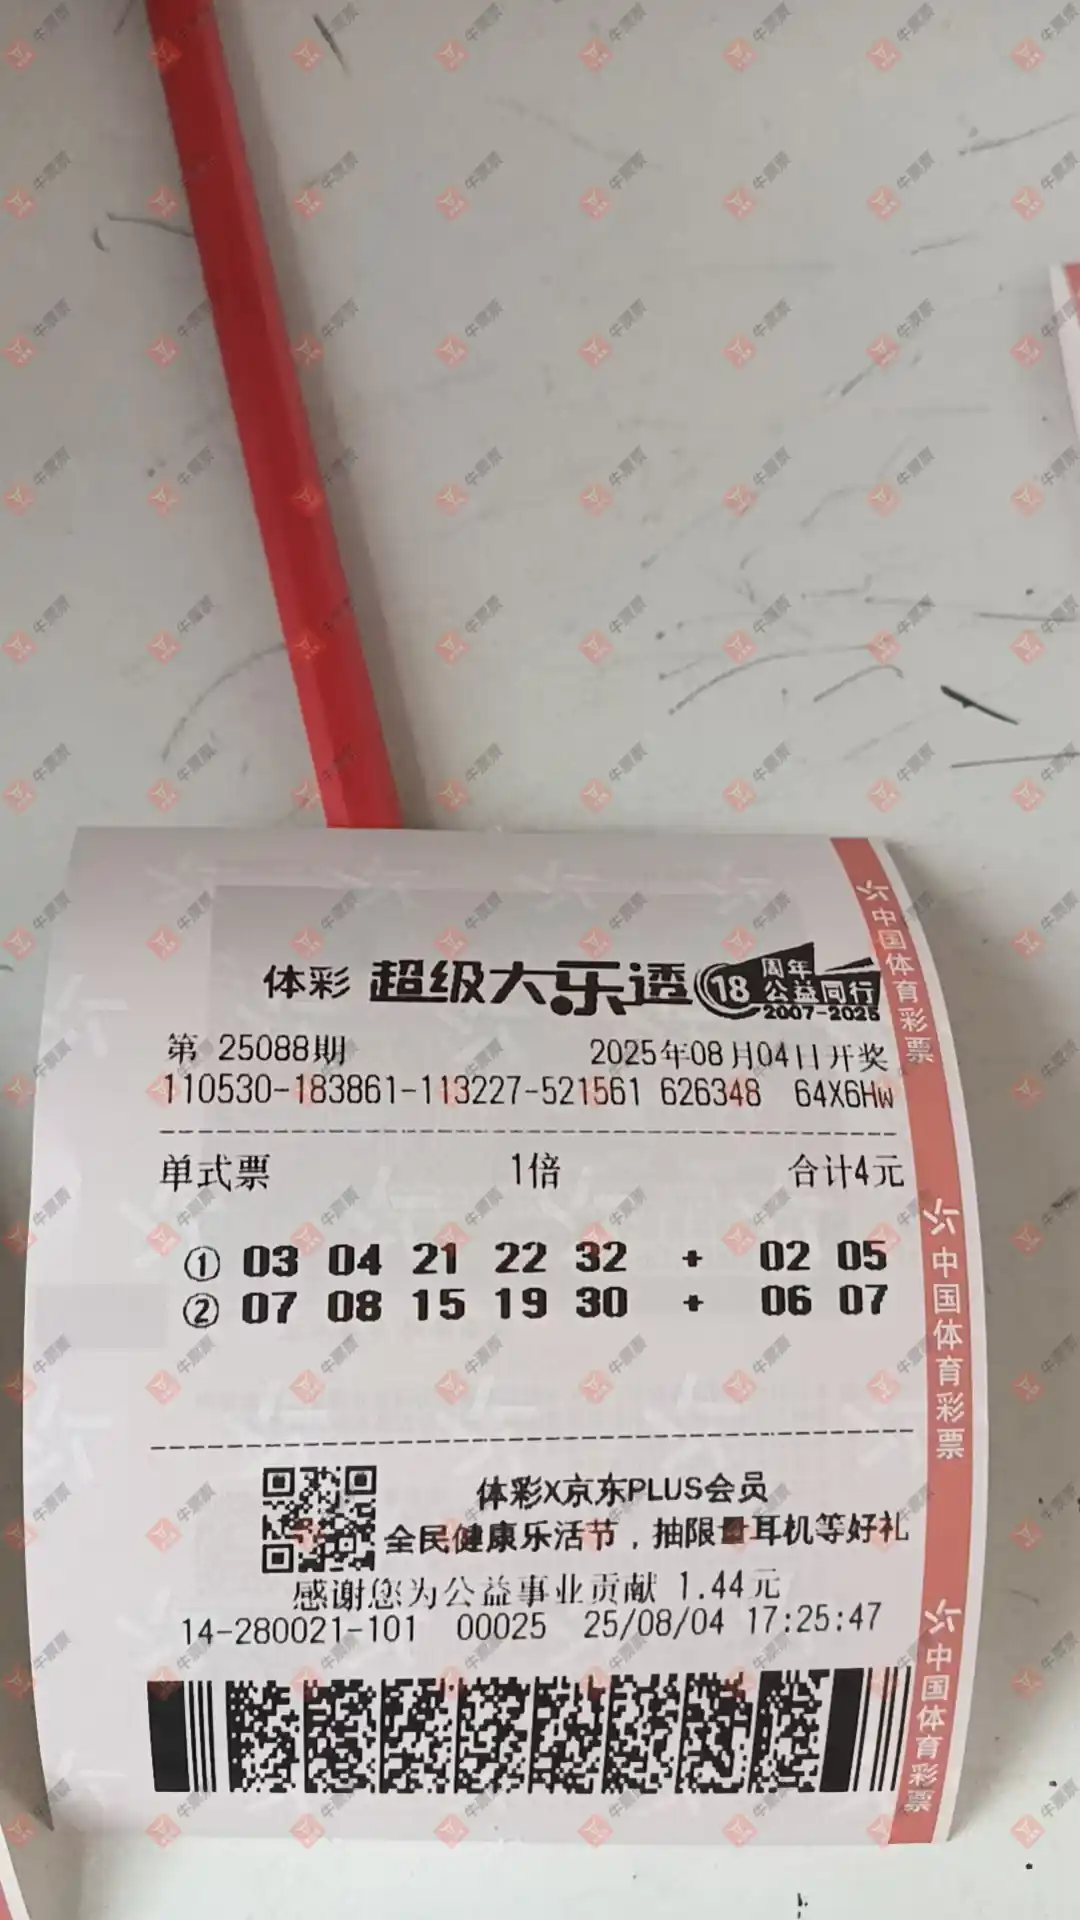 体彩 超级大乐透 18 周年 公益同行 2007-2025
第 25088期 2025年08月04日开奖
110530-183861-113227-521561 626348 64X6Hw
单式票 1倍 合计4元
① 03 04 21 22 32 + 02 05
② 07 08 15 19 30 + 06 07
体彩X京东PLUS会员
全民健康乐活节，抽限量耳机等好礼
感谢您为公益事业贡献 1.44元
14-280021-101 00025 25/08/04 17:25:47
中国体育彩票
中国体育彩票
中国体育彩票
牛票票